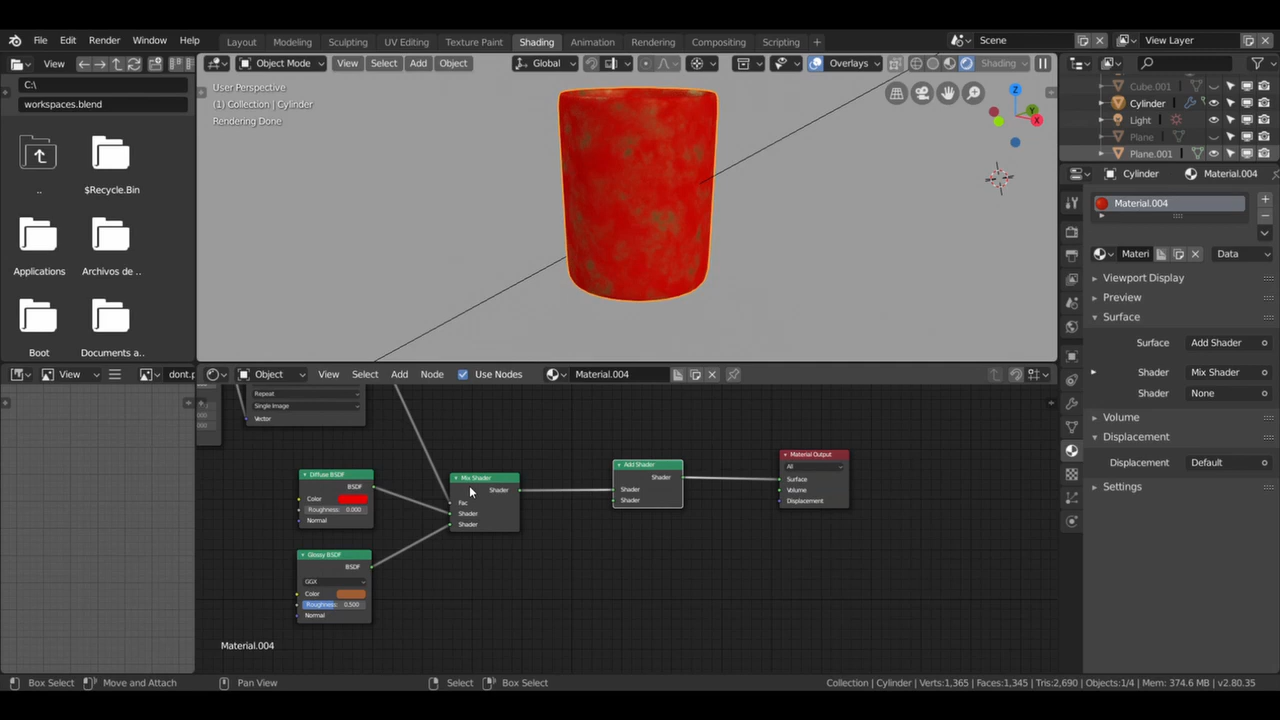 File Edit Render Window Help Layout Modeling Sculpting UV Editing Texture Paint Shading Animation Rendering Compositing Scripting + Scene View Layer
View Object Mode View Select Add Object Global Overlays Shading
C:\
workspaces.blend
User Perspective
(1) Collection | Cylinder
Rendering Done
..
$Recycle.Bin
Applications
Archivos de ..
Boot
Documents a..
Z
Y
X
Cube.001
Cylinder
Light
Plane
Plane.001
Cylinder Material.004
Material.004
Materi Data
Viewport Display
Preview
Surface
Surface Add Shader
Shader Mix Shader
Shader None
Volume
Displacement
Displacement Default
Settings
View dont.p
Object View Select Add Node Use Nodes Material.004
Repeat
Single Image
Vector
Diffuse BSDF
BSDF
Color
Roughness: 0.000
Normal
Glossy BSDF
BSDF
GGX
Color
Roughness: 0.500
Normal
Mix Shader
Shader
Fac
Shader
Shader
Add Shader
Shader
Shader
Shader
Material Output
All
Surface
Volume
Displacement
Material.004
Box Select Move and Attach Pan View Select Box Select Collection | Cylinder | Verts:1,365 | Faces:1,345 | Tris:2,690 | Objects:1/4 | Mem: 374.6 MB | v2.80.35